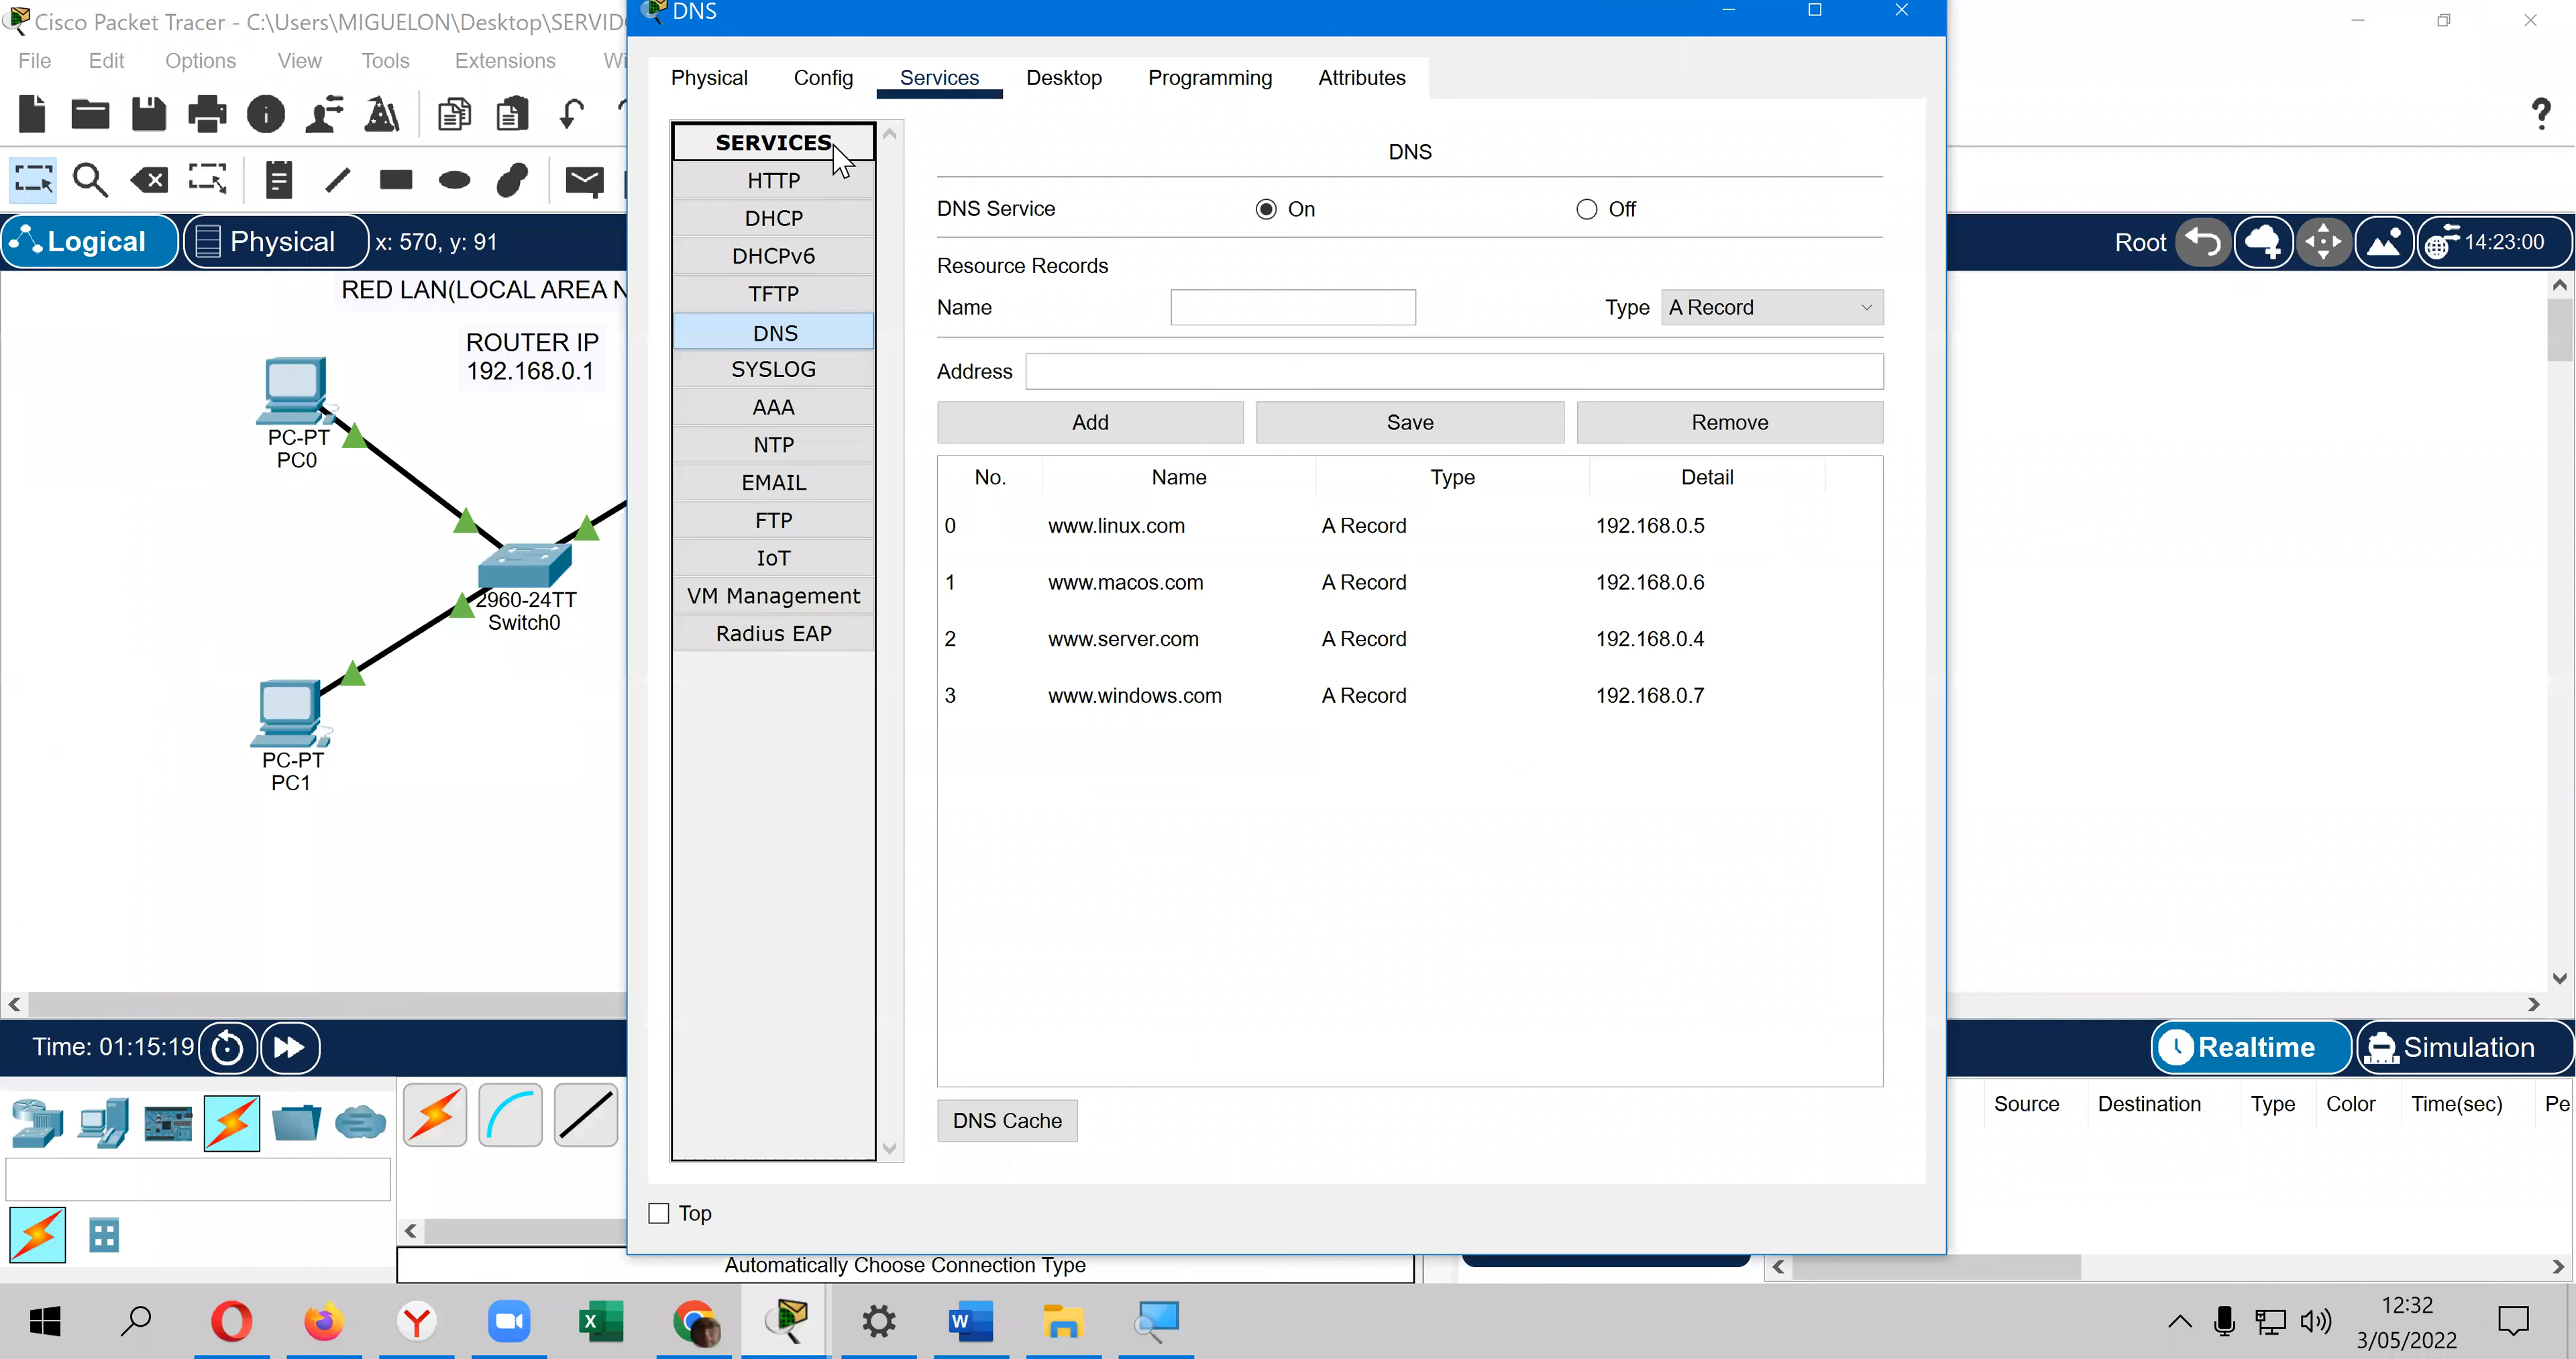 Cisco Packet Tracer - C:\Users\MIGUELON\Desktop\SERVID
DNS
File Edit Options View Tools Extensions
Physical Config Services Desktop Programming Attributes
SERVICES
HTTP
DHCP
DHCPv6
TFTP
DNS
SYSLOG
AAA
NTP
EMAIL
FTP
IoT
VM Management
Radius EAP
DNS
DNS Service On Off
Resource Records
Name Type A Record
Address
Add Save Remove
No. Name Type Detail
0 www.linux.com A Record 192.168.0.5
1 www.macos.com A Record 192.168.0.6
2 www.server.com A Record 192.168.0.4
3 www.windows.com A Record 192.168.0.7
DNS Cache
Top
Logical Physical x: 570, y: 91
Root 14:23:00
RED LAN(LOCAL AREA N
ROUTER IP
192.168.0.1
PC-PT
PC0
2960-24TT
Switch0
PC-PT
PC1
Time: 01:15:19
Realtime Simulation
Source Destination Type Color Time(sec) Pe
Automatically Choose Connection Type
12:32
3/05/2022